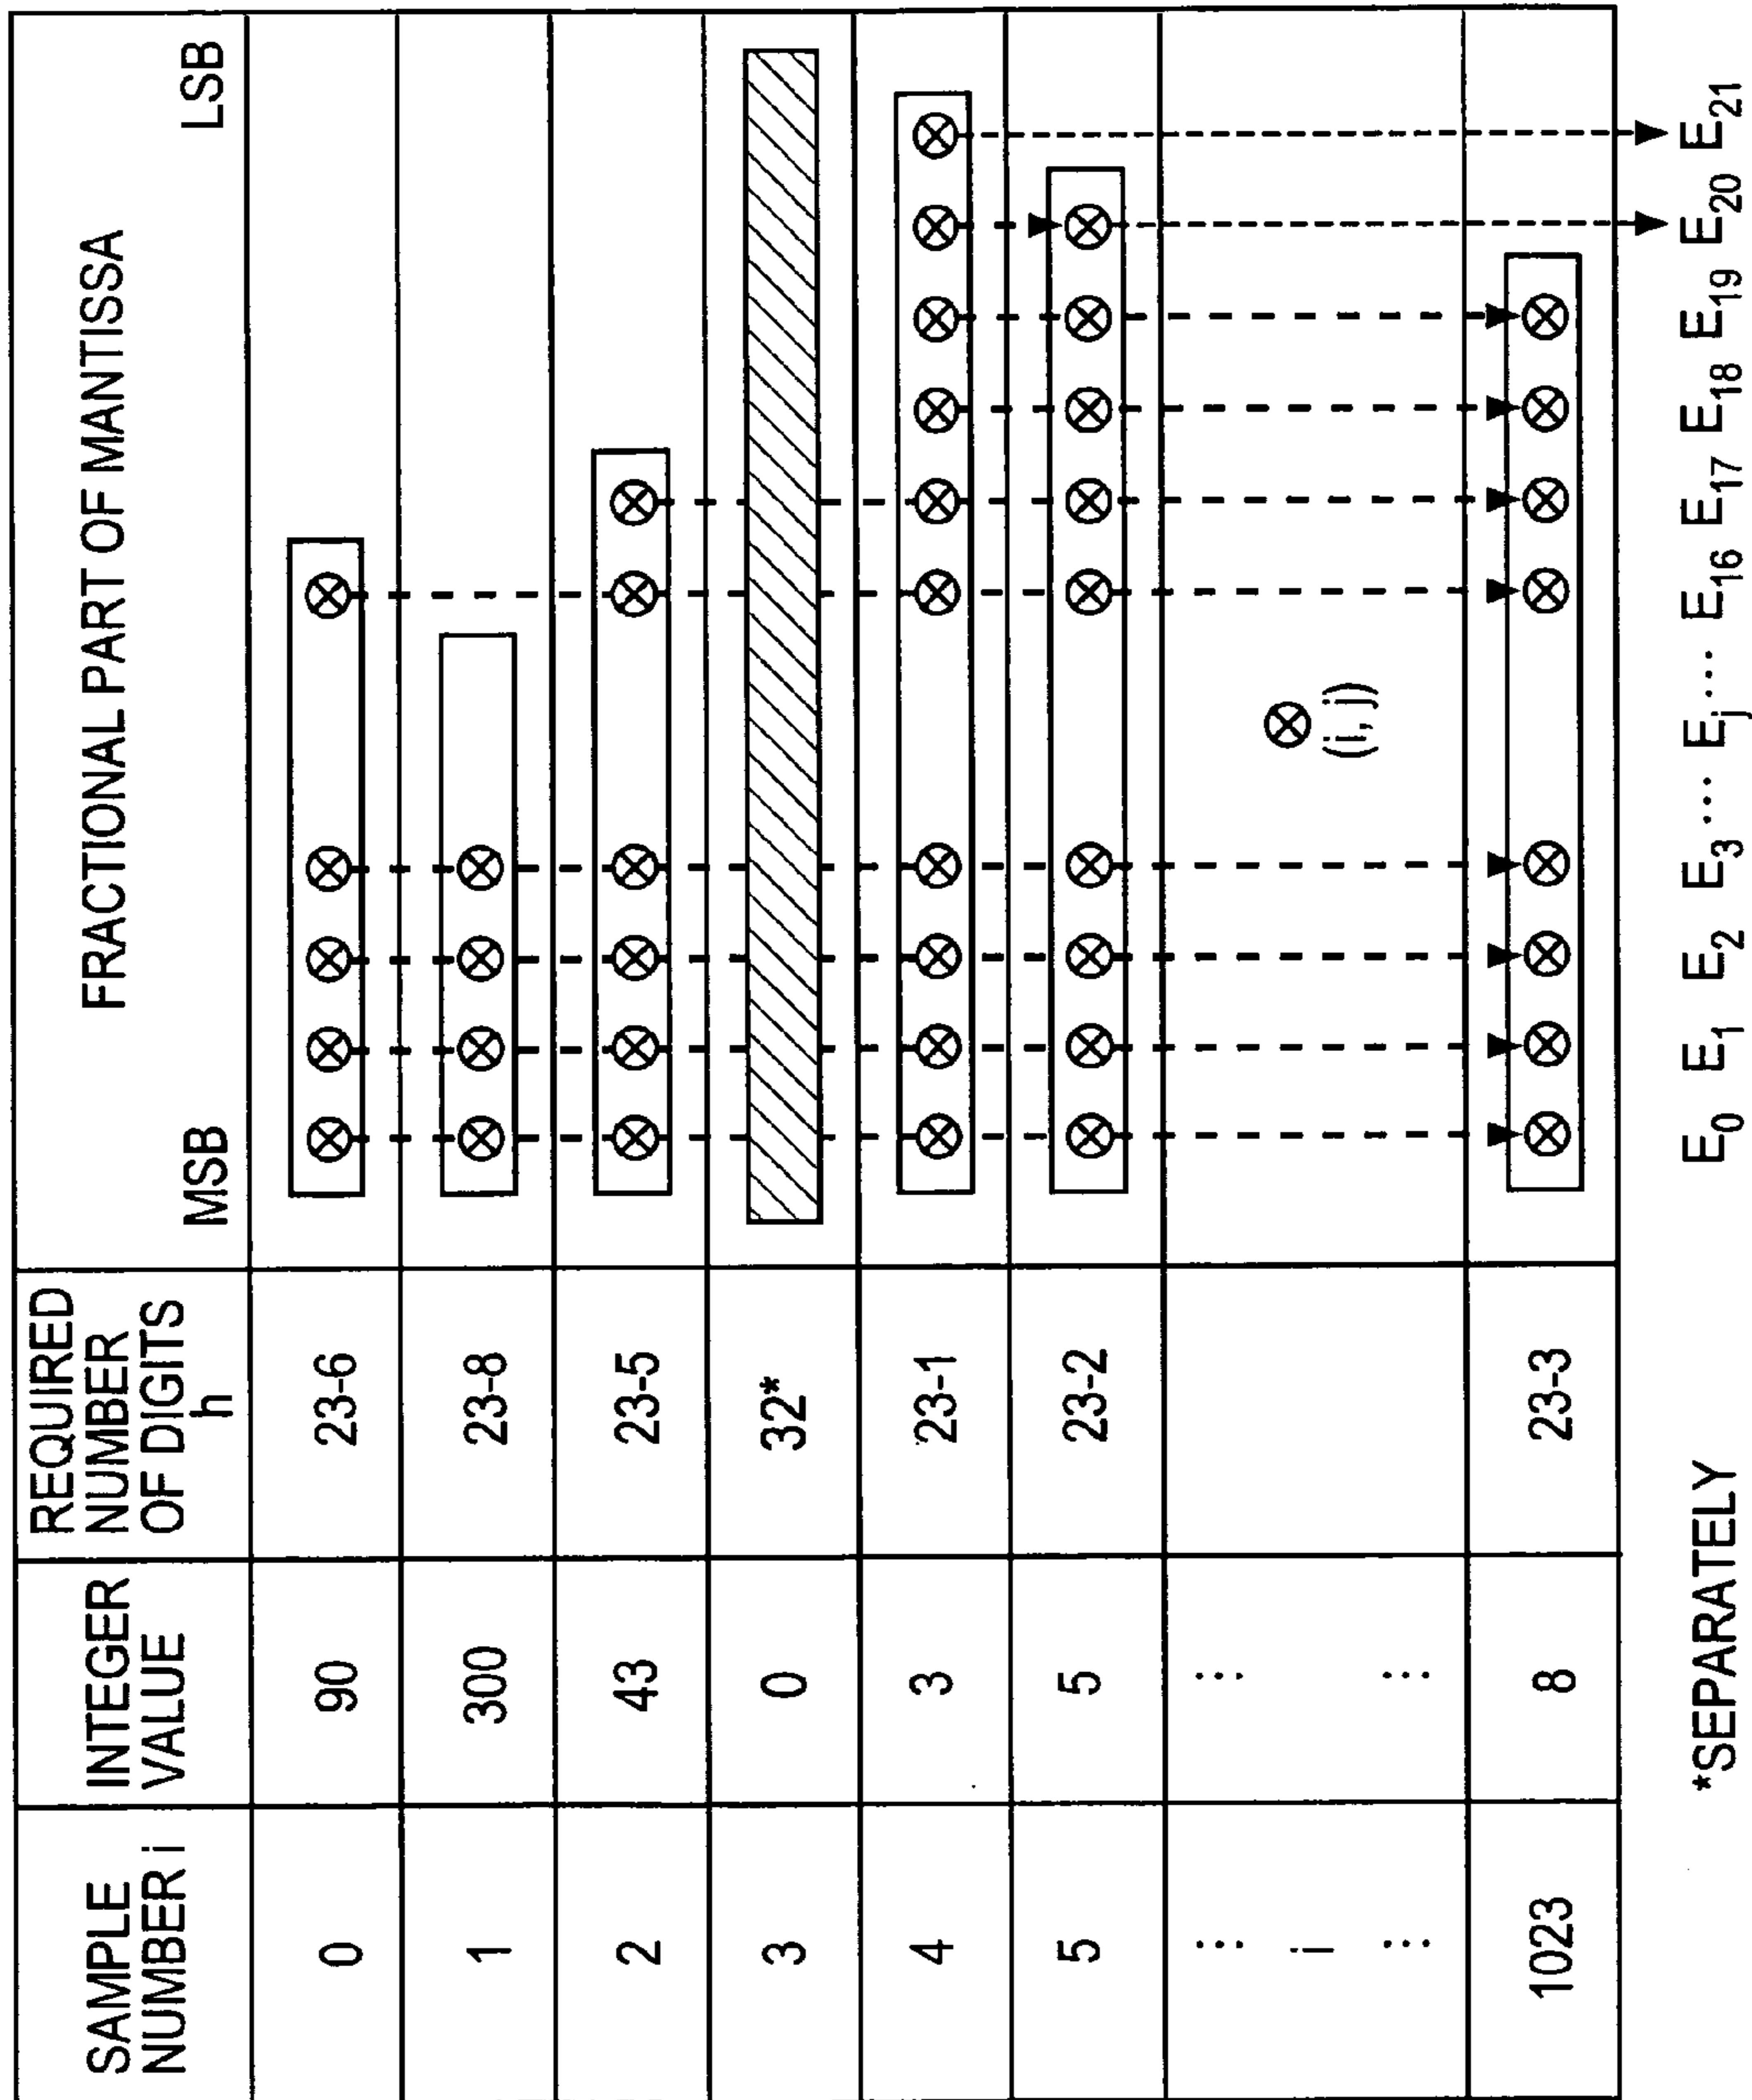 SAMPLE
NUMBER i
INTEGER
VALUE
REQUIRED
NUMBER
OF DIGITS
h
FRACTIONAL PART OF MANTISSA
MSB
LSB
0
90
23-6
1
300
23-8
2
43
23-5
3
0
32*
4
3
23-1
5
5
23-2
⋯ i ⋯
⋯ ⋯
(i, j)
1023
8
23-3
*SEPARATELY
E0 E1 E2 E3 ⋯ Ej ⋯ E16 E17 E18 E19 E20 E21